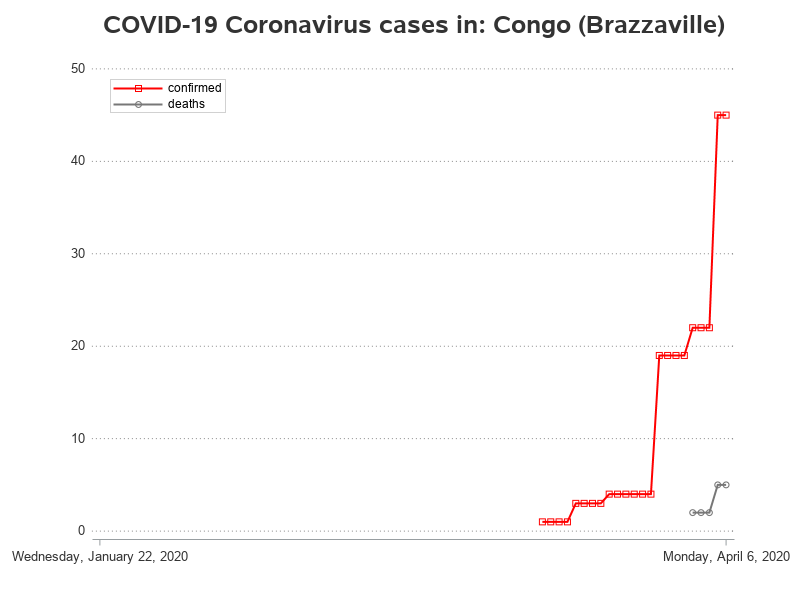 COVID-19 Coronavirus cases in: Congo (Brazzaville)
50
confirmed
deaths
40
30
20
10
0
Wednesday, January 22, 2020 Monday, April 6, 2020